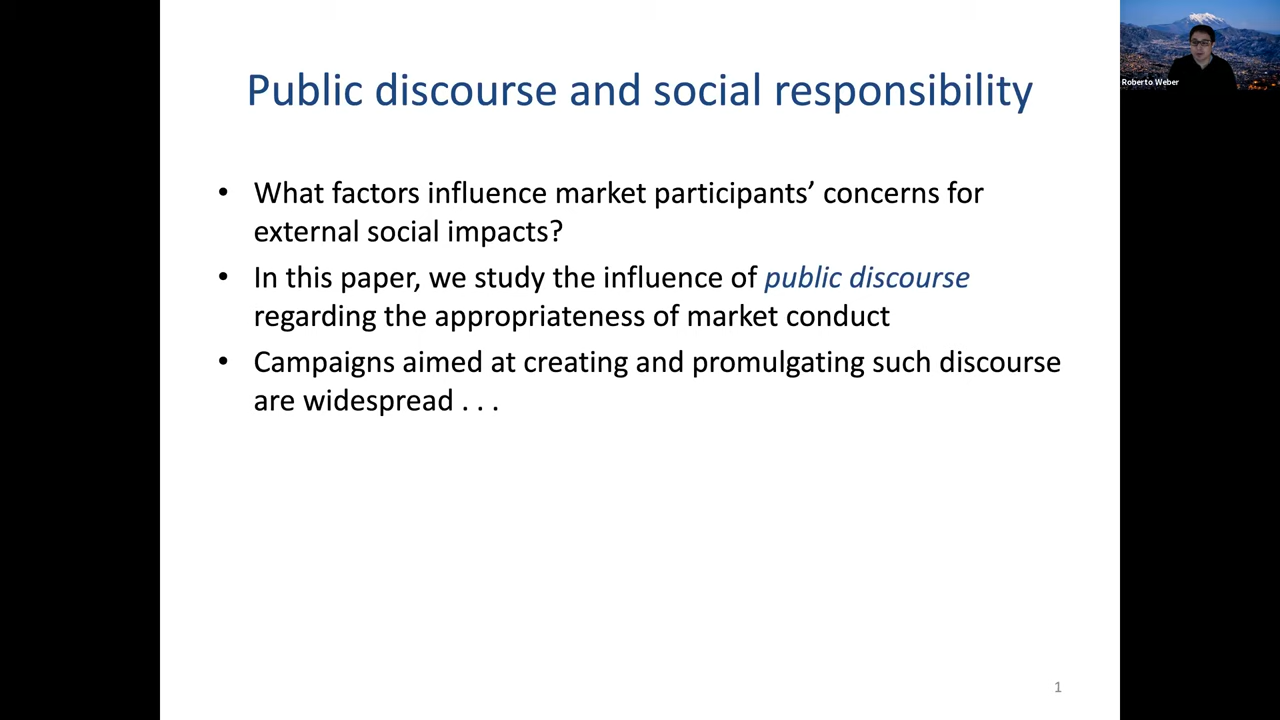 Public discourse and social responsibility
Roberto Weber
• What factors influence market participants’ concerns for
external social impacts?
• In this paper, we study the influence of public discourse
regarding the appropriateness of market conduct
• Campaigns aimed at creating and promulgating such discourse
are widespread . . .
1